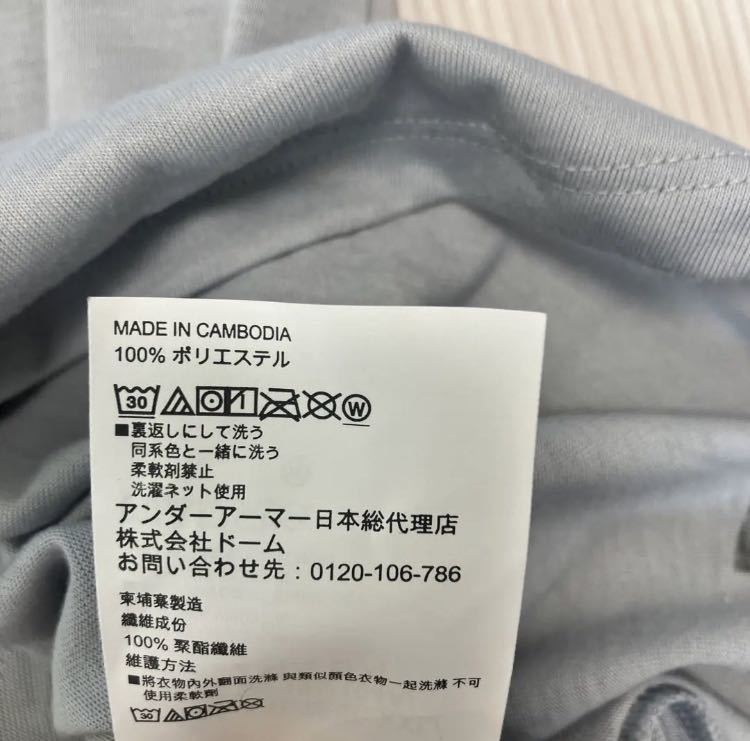 MADE IN CAMBODIA
100% ポリエステル
30 W
■裏返しにして洗う
同系色と一緒に洗う
柔軟剤禁止
洗濯ネット使用
アンダーアーマー日本総代理店
株式会社ドーム
お問い合わせ先：0120-106-786
柬埔寨製造
纖維成份
100% 聚酯纖維
維護方法
■將衣物內外翻面洗滌 與類似顏色衣物一起洗滌 不可
使用柔軟劑
30